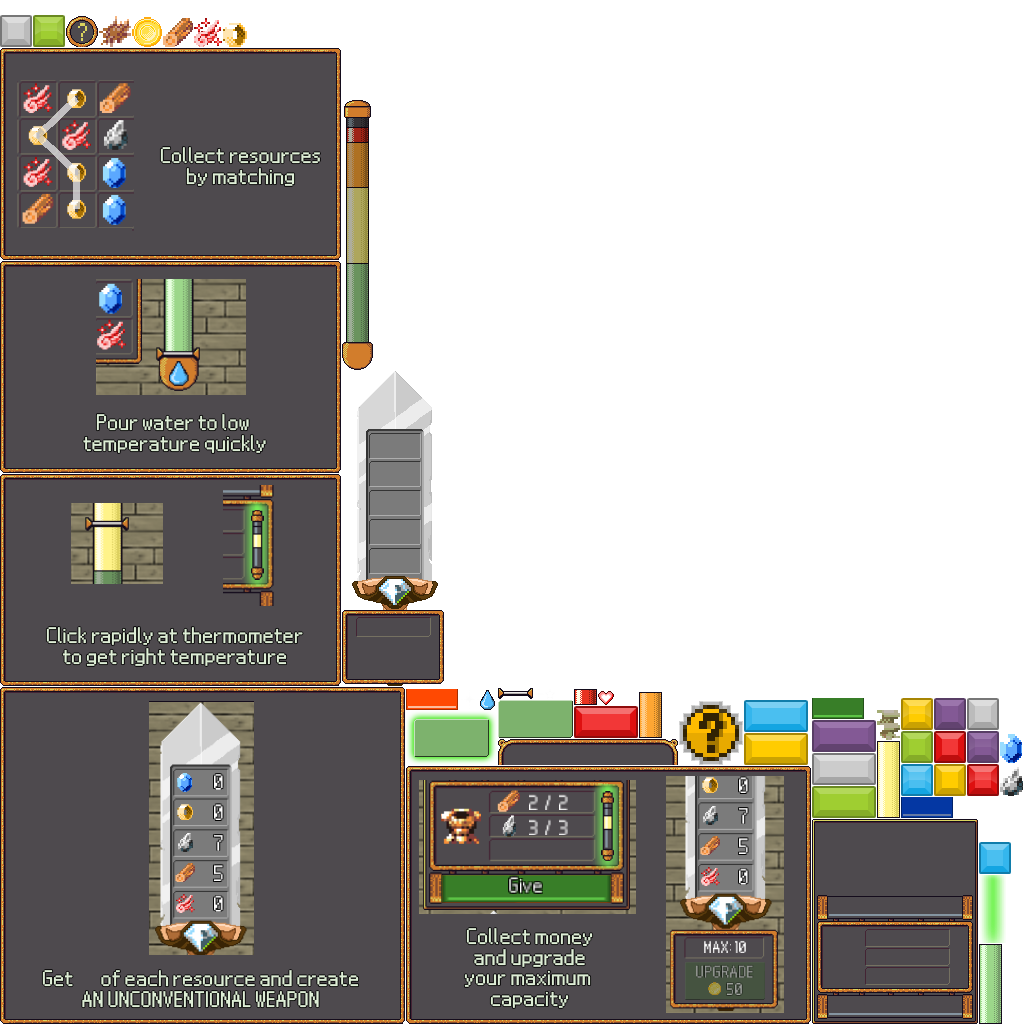 ?
Collect resources
by matching
Pour water to low
temperature quickly
Click rapidly at thermometer
to get right temperature
0
0
7
5
0
Get of each resource and create
AN UNCONVENTIONAL WEAPON
?
2/2
3/3
Give
Collect money
and upgrade
your maximum
capacity
0
7
5
0
MAX:10
UPGRADE
50